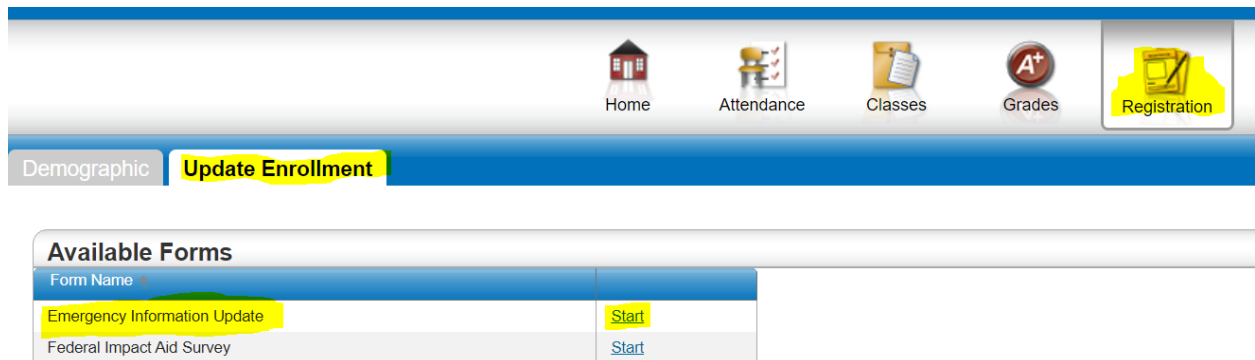 Home Attendance Classes Grades Registration
Demographic Update Enrollment
Available Forms
Form Name
Emergency Information Update Start
Federal Impact Aid Survey Start